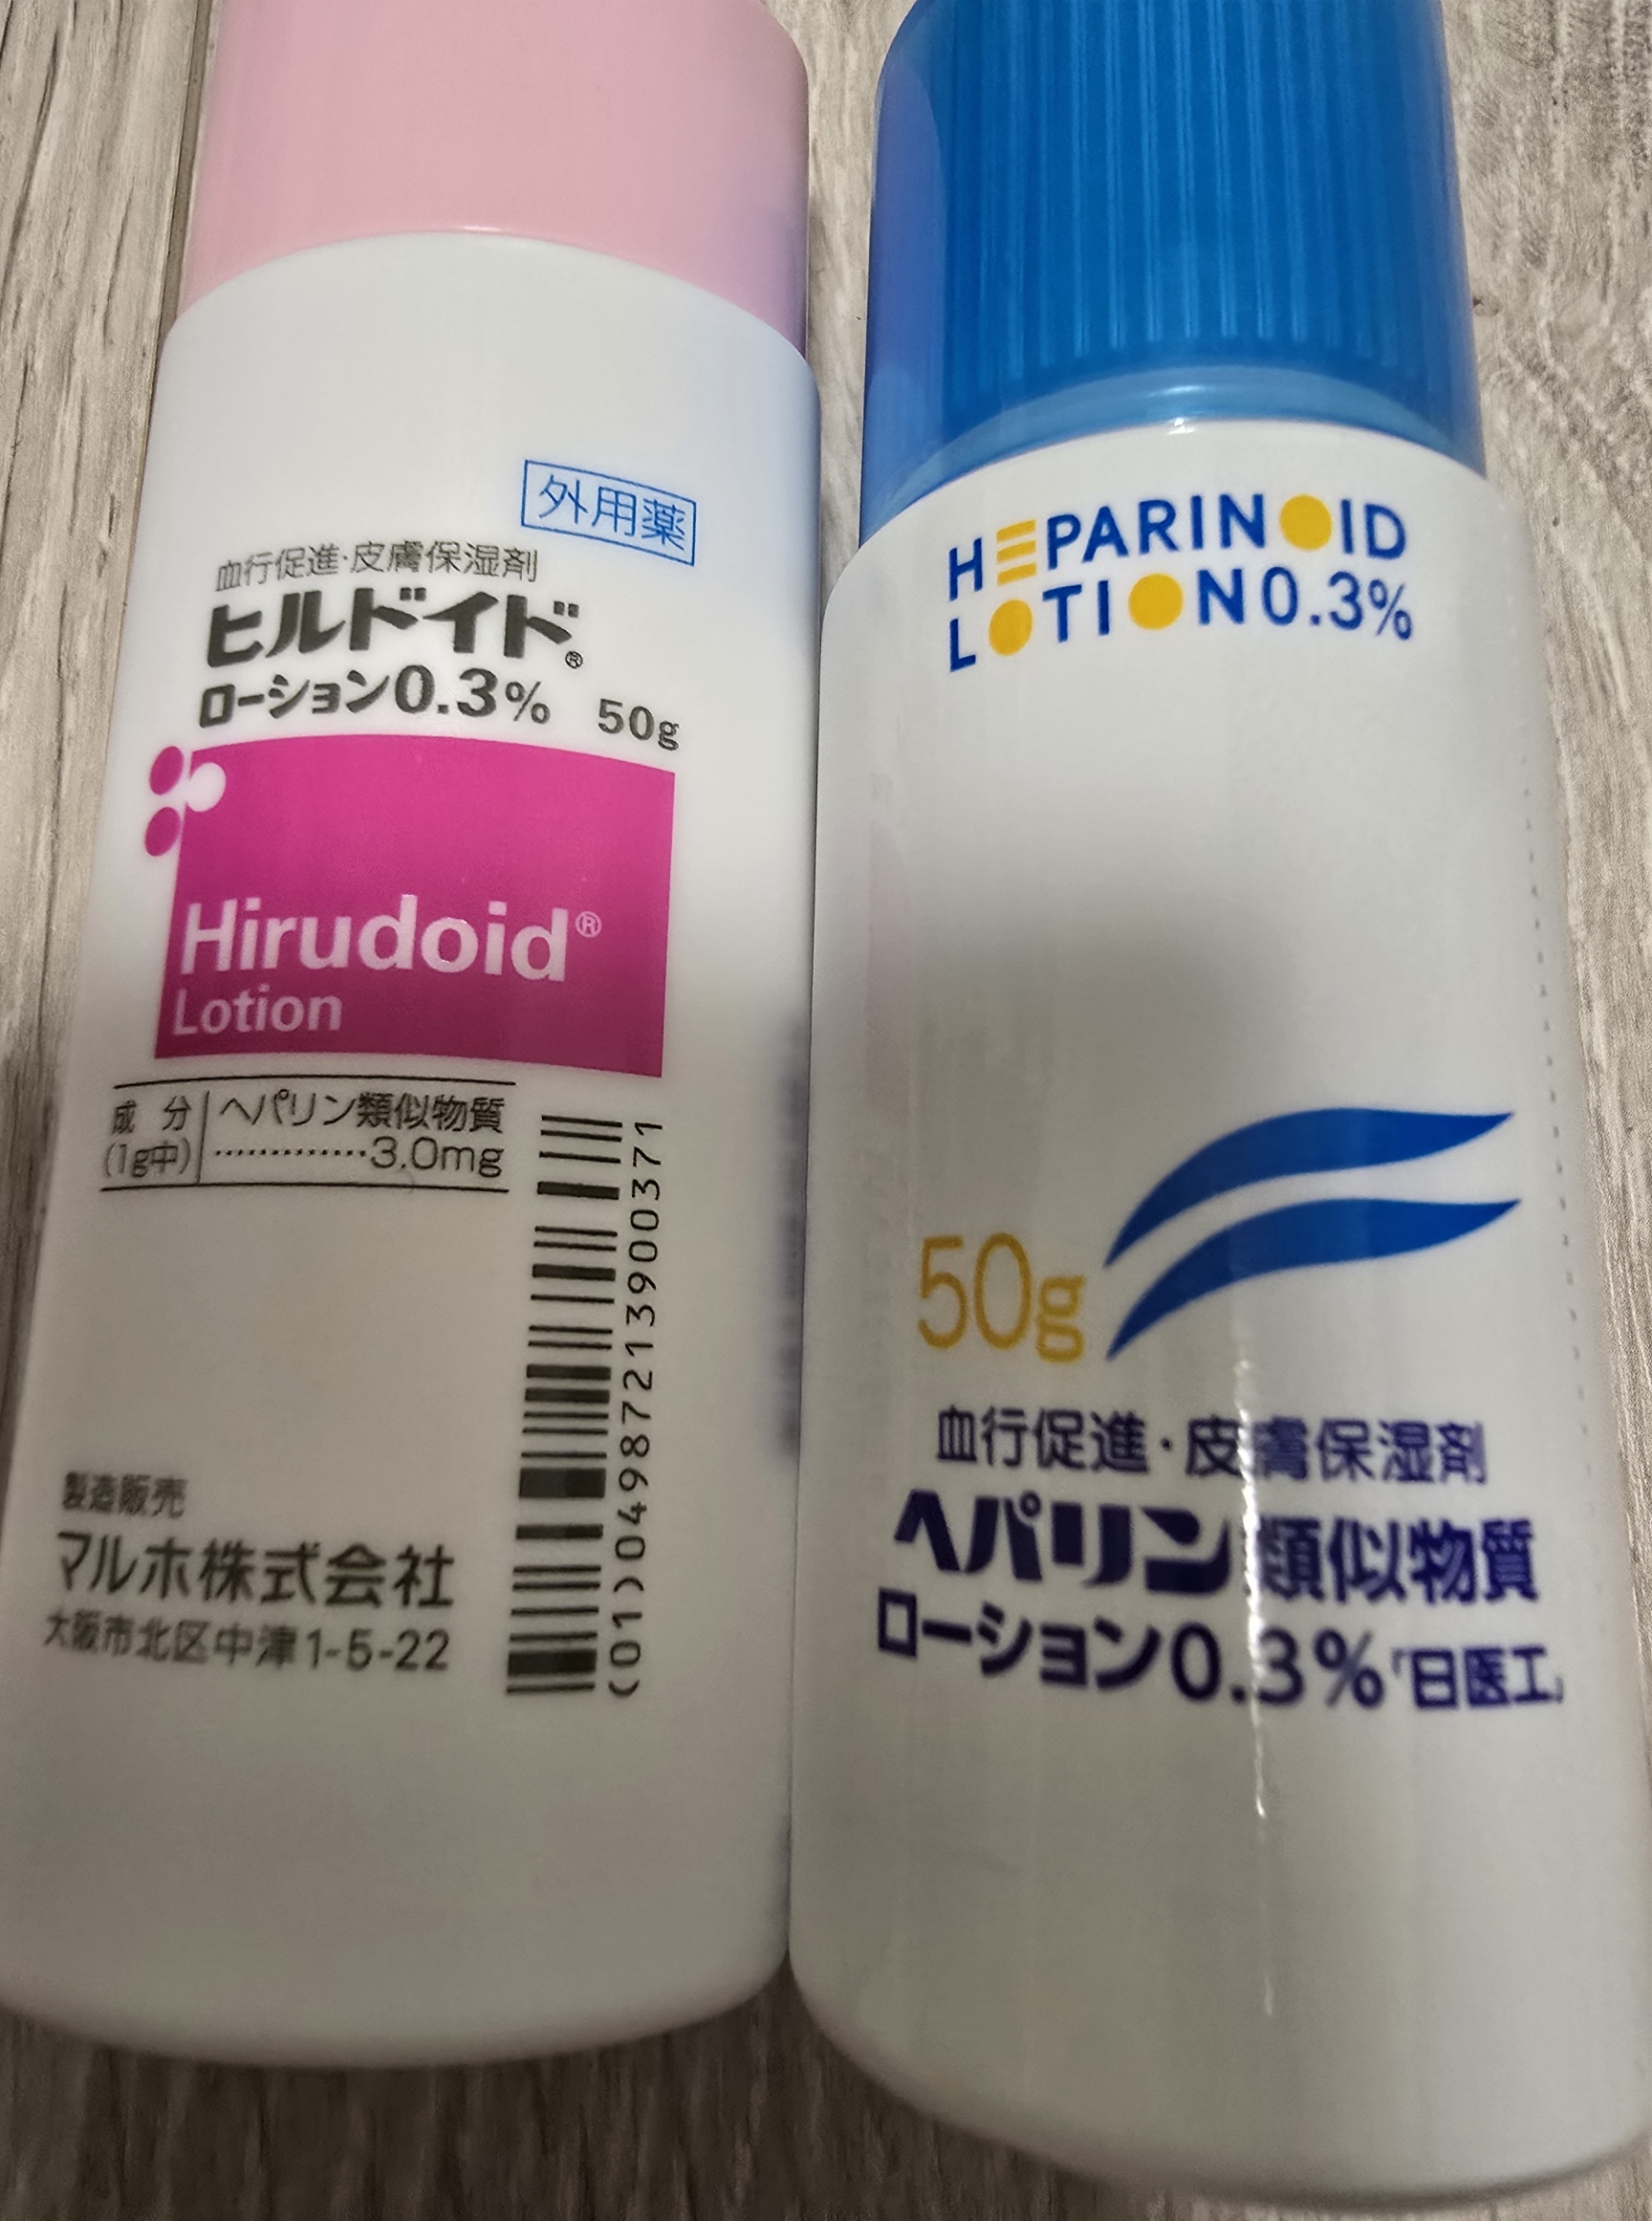 外用薬
血行促進・皮膚保湿剤
ヒルドイド®
ローション0.3% 50g
Hirudoid®
Lotion
成 分 ヘパリン類似物質
(1g中) ·············3.0mg
(01)04987213900371
製造販売
マルホ株式会社
大阪市北区中津1-5-22
HEPARINOID
LOTION0.3%
50g
血行促進・皮膚保湿剤
ヘパリン類似物質
ローション0.3%「日医工」